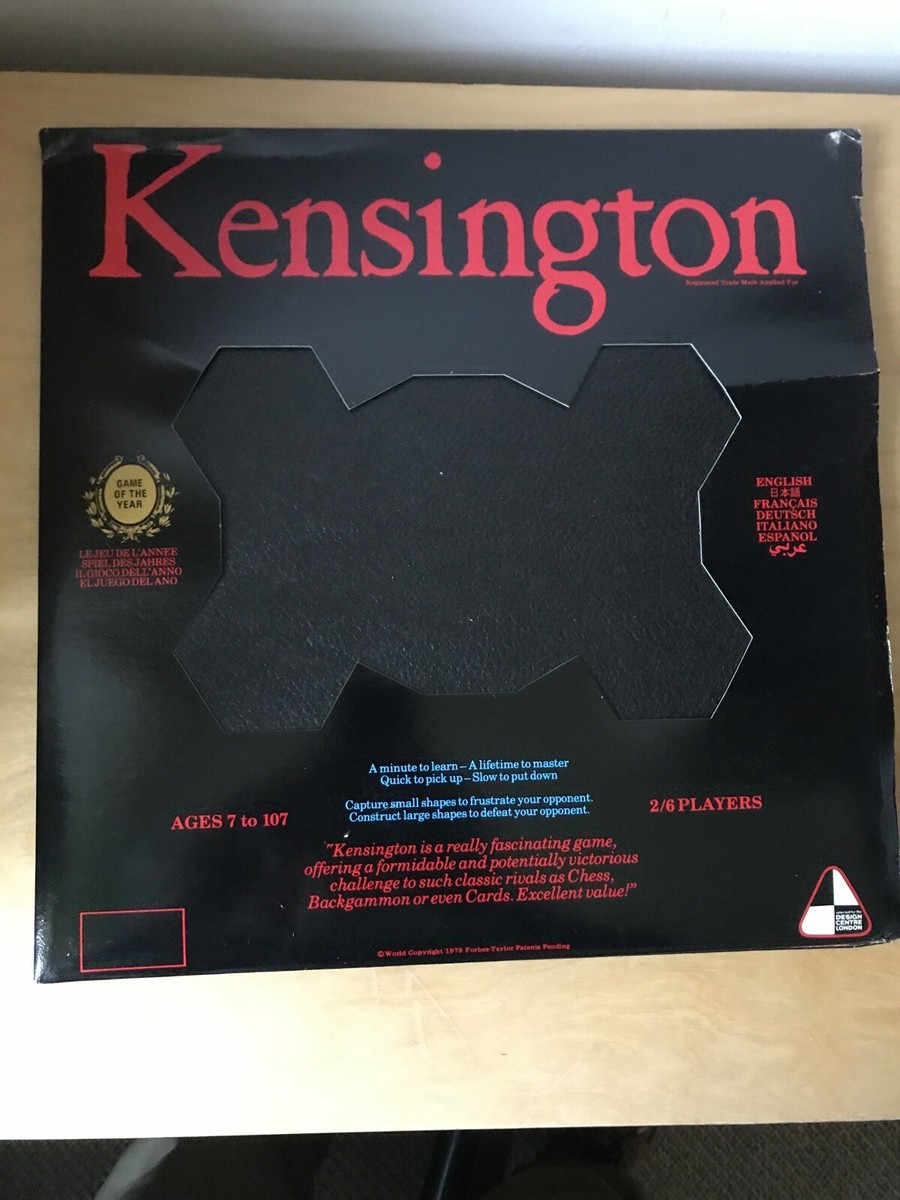 Kensington
Registered Trade Mark Applied For
GAME
OF THE
YEAR
LE JEU DE L'ANNEE
SPIEL DES JAHRES
IL GIOCO DELL'ANNO
EL JUEGO DEL ANO
ENGLISH
日本語
FRANÇAIS
DEUTSCH
ITALIANO
ESPAÑOL
عربي
A minute to learn – A lifetime to master
Quick to pick up – Slow to put down
Capture small shapes to frustrate your opponent.
Construct large shapes to defeat your opponent.
AGES 7 to 107
2/6 PLAYERS
"Kensington is a really fascinating game,
offering a formidable and potentially victorious
challenge to such classic rivals as Chess,
Backgammon or even Cards. Excellent value!"
selected for the
DESIGN
CENTRE
LONDON
© World Copyright 1979 Forbes-Taylor Patents Pending